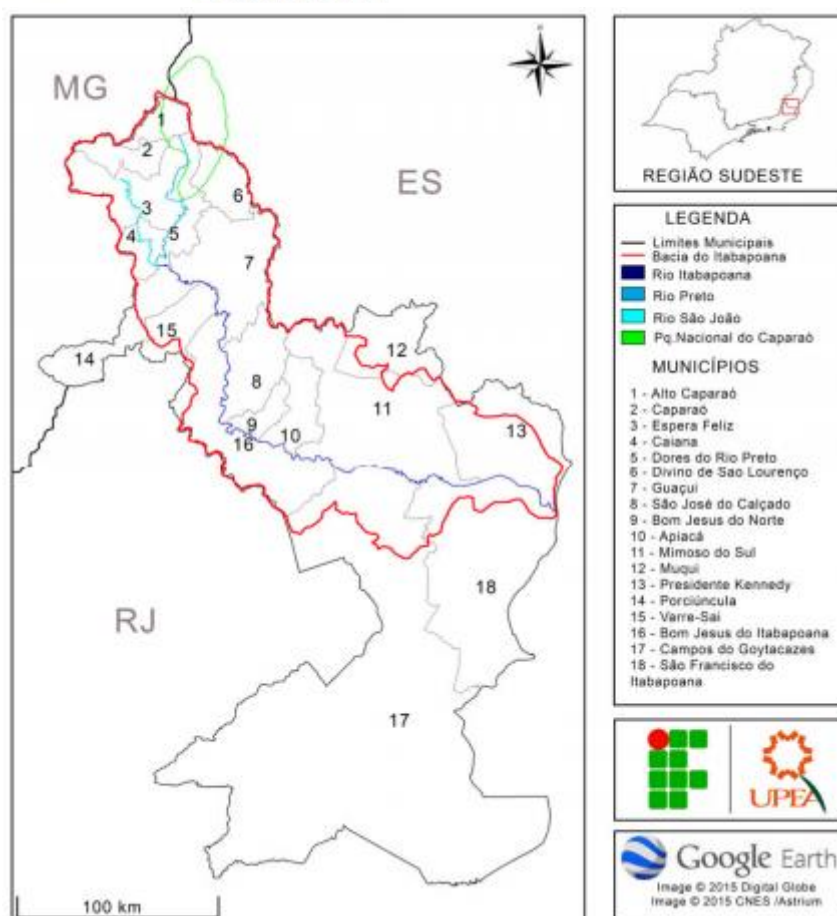 MG
ES
RJ
1
2
3
4
5
6
7
8
9
10
11
12
13
14
15
16
17
18
100 km
REGIÃO SUDESTE
LEGENDA
Limites Municipais
Bacia do Itabapoana
Rio Itabapoana
Rio Preto
Rio São João
Pq.Nacional do Caparaó
MUNICÍPIOS
1 - Alto Caparaó
2 - Caparaó
3 - Espera Feliz
4 - Caiana
5 - Dores do Rio Preto
6 - Divino de Sao Lourenço
7 - Guaçui
8 - São José do Calçado
9 - Bom Jesus do Norte
10 - Apiacá
11 - Mimoso do Sul
12 - Muqui
13 - Presidente Kennedy
14 - Porciúncula
15 - Varre-Sai
16 - Bom Jesus do Itabapoana
17 - Campos do Goytacazes
18 - São Francisco do
Itabapoana
UPEA
Google Earth
Image © 2015 Digital Globe
Image © 2015 CNES /Astrium